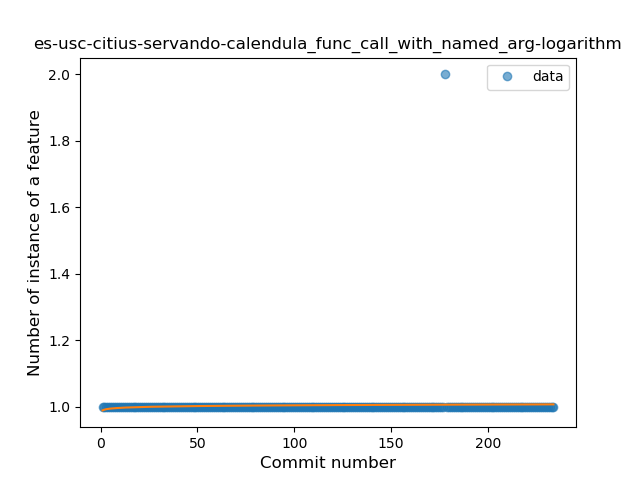 es-usc-citius-servando-calendula_func_call_with_named_arg-logarithm
data
Number of instance of a feature
2.0
1.8
1.6
1.4
1.2
1.0
0
50
100
150
200
Commit number